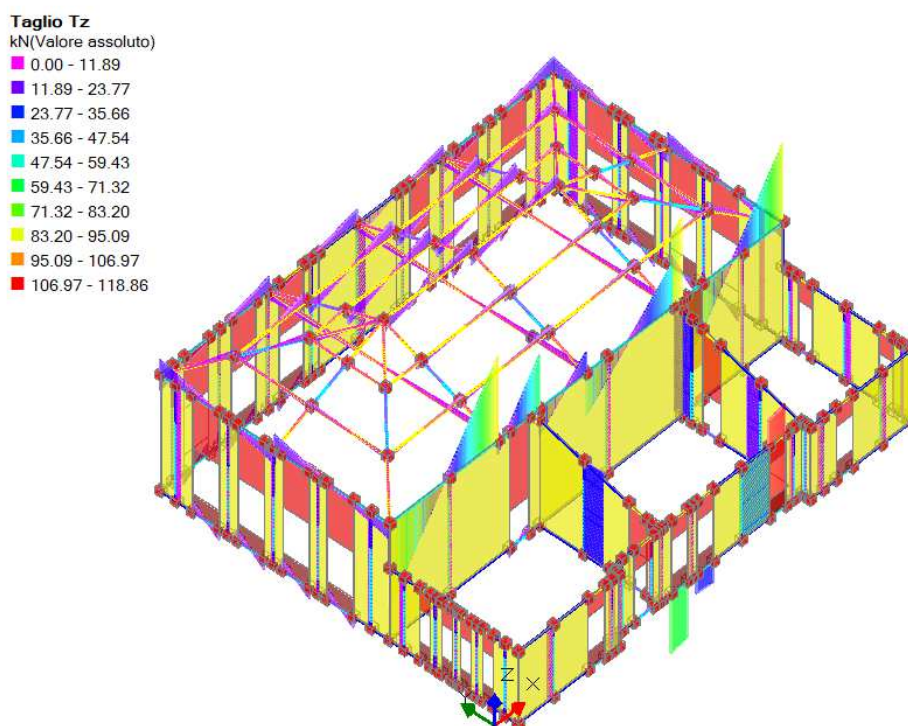 Taglio Tz
kN(Valore assoluto)
0.00 - 11.89
11.89 - 23.77
23.77 - 35.66
35.66 - 47.54
47.54 - 59.43
59.43 - 71.32
71.32 - 83.20
83.20 - 95.09
95.09 - 106.97
106.97 - 118.86
Z X